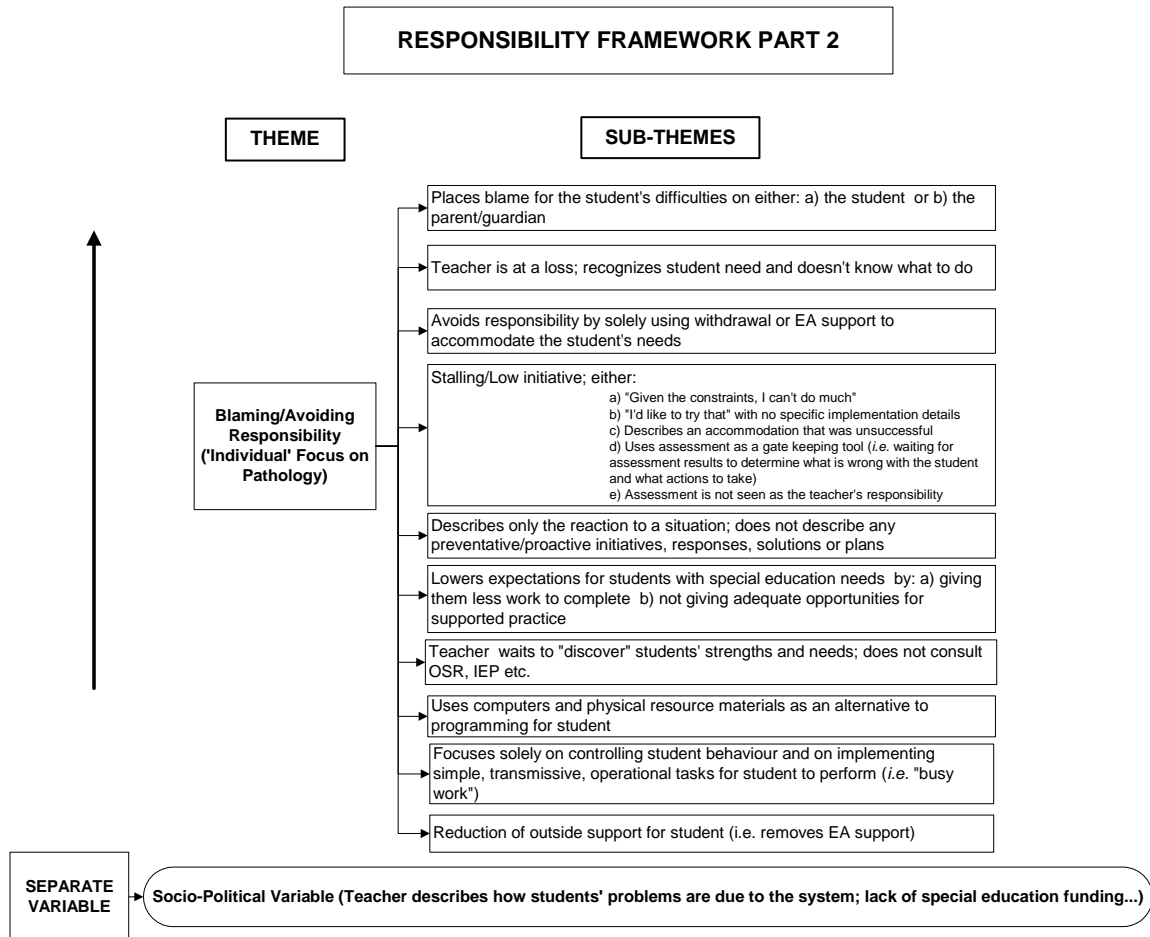 RESPONSIBILITY FRAMEWORK PART 2
THEME
SUB-THEMES
Places blame for the student's difficulties on either: a) the student or b) the
parent/guardian
Teacher is at a loss; recognizes student need and doesn't know what to do
Avoids responsibility by solely using withdrawal or EA support to
accommodate the student's needs
Stalling/Low initiative; either:
a) "Given the constraints, I can't do much"
b) "I'd like to try that" with no specific implementation details
c) Describes an accommodation that was unsuccessful
d) Uses assessment as a gate keeping tool (i.e. waiting for
assessment results to determine what is wrong with the student
and what actions to take)
e) Assessment is not seen as the teacher's responsibility
Blaming/Avoiding
Responsibility
('Individual' Focus on
Pathology)
Describes only the reaction to a situation; does not describe any
preventative/proactive initiatives, responses, solutions or plans
Lowers expectations for students with special education needs by: a) giving
them less work to complete b) not giving adequate opportunities for
supported practice
Teacher waits to "discover" students' strengths and needs; does not consult
OSR, IEP etc.
Uses computers and physical resource materials as an alternative to
programming for student
Focuses solely on controlling student behaviour and on implementing
simple, transmissive, operational tasks for student to perform (i.e. "busy
work")
Reduction of outside support for student (i.e. removes EA support)
SEPARATE
VARIABLE
Socio-Political Variable (Teacher describes how students' problems are due to the system; lack of special education funding...)